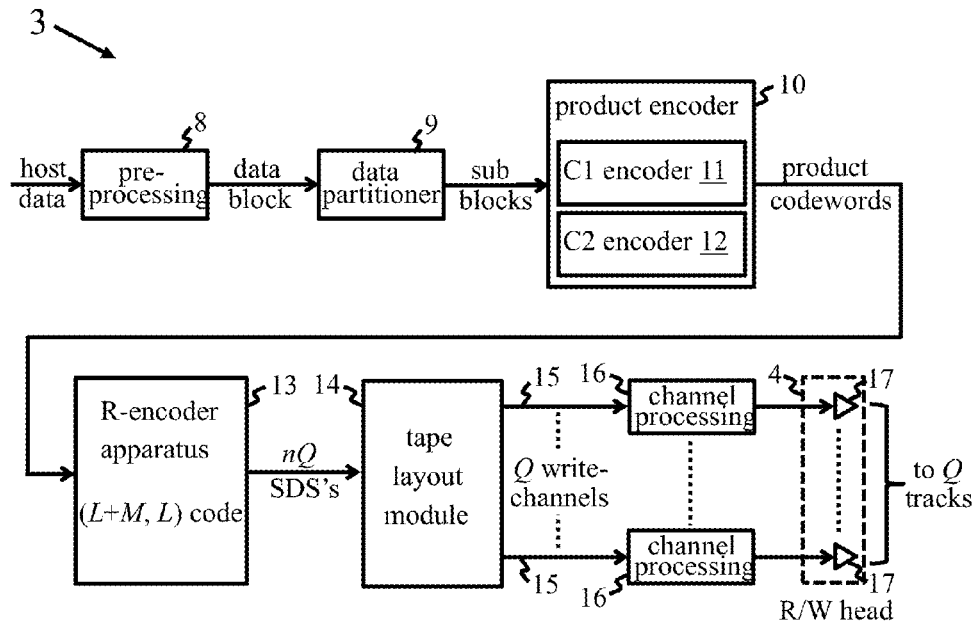 3
8
9
10
host
data
pre-
processing
data
block
data
partitioner
sub
blocks
product encoder
C1 encoder 11
C2 encoder 12
product
codewords
13
R-encoder
apparatus
(L+M, L) code
nQ
SDS's
14
tape
layout
module
15
Q write-
channels
15
16
channel
processing
channel
processing
16
4
17
17
R/W head
to Q
tracks